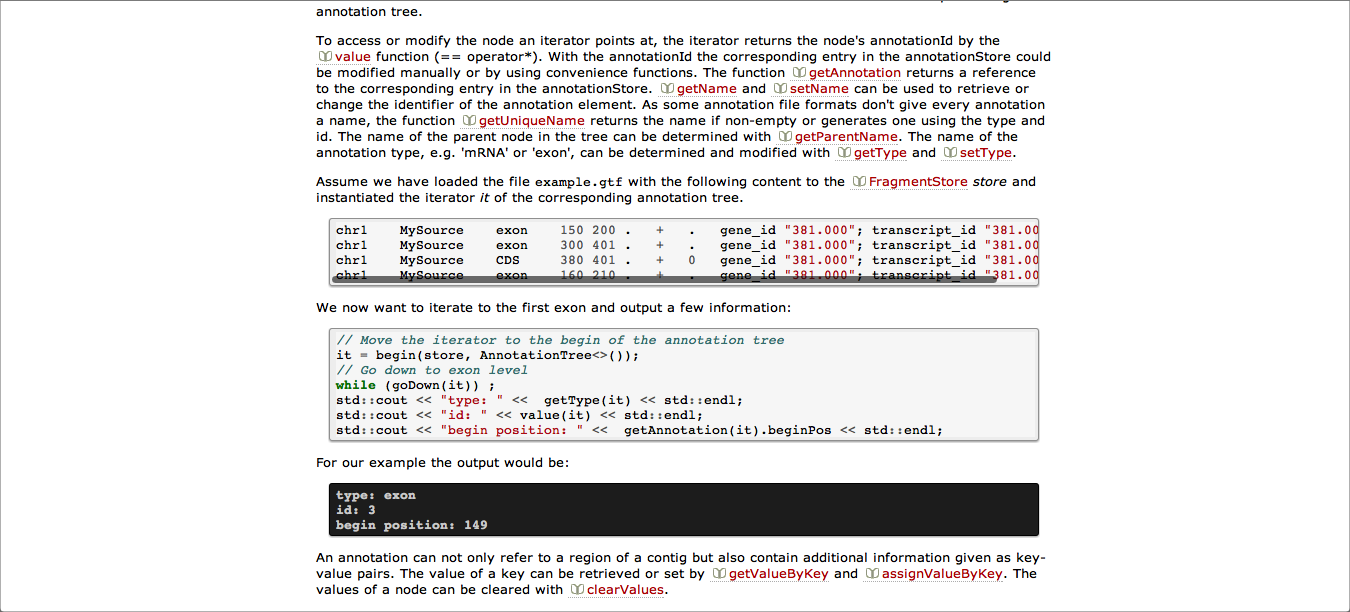 annotation tree.
To access or modify the node an iterator points at, the iterator returns the node's annotationId by the
value function (== operator*). With the annotationId the corresponding entry in the annotationStore could
be modified manually or by using convenience functions. The function getAnnotation returns a reference
to the corresponding entry in the annotationStore. getName and setName can be used to retrieve or
change the identifier of the annotation element. As some annotation file formats don't give every annotation
a name, the function getUniqueName returns the name if non-empty or generates one using the type and
id. The name of the parent node in the tree can be determined with getParentName. The name of the
annotation type, e.g. 'mRNA' or 'exon', can be determined and modified with getType and setType.
Assume we have loaded the file example.gtf with the following content to the FragmentStore store and
instantiated the iterator it of the corresponding annotation tree.
chr1    MySource    exon    150 200 .   +   .   gene_id "381.000"; transcript_id "381.00
chr1    MySource    exon    300 401 .   +   .   gene_id "381.000"; transcript_id "381.00
chr1    MySource    CDS     380 401 .   +   0   gene_id "381.000"; transcript_id "381.00
chr1    MySource    exon    160 210 .   +   .   gene_id "381.000"; transcript_id "381.00
We now want to iterate to the first exon and output a few information:
// Move the iterator to the begin of the annotation tree
it = begin(store, AnnotationTree<>());
// Go down to exon level
while (goDown(it)) ;
std::cout << "type: " <<  getType(it) << std::endl;
std::cout << "id: " << value(it) << std::endl;
std::cout << "begin position: " <<  getAnnotation(it).beginPos << std::endl;
For our example the output would be:
type: exon
id: 3
begin position: 149
An annotation can not only refer to a region of a contig but also contain additional information given as key-
value pairs. The value of a key can be retrieved or set by getValueByKey and assignValueByKey. The
values of a node can be cleared with clearValues.